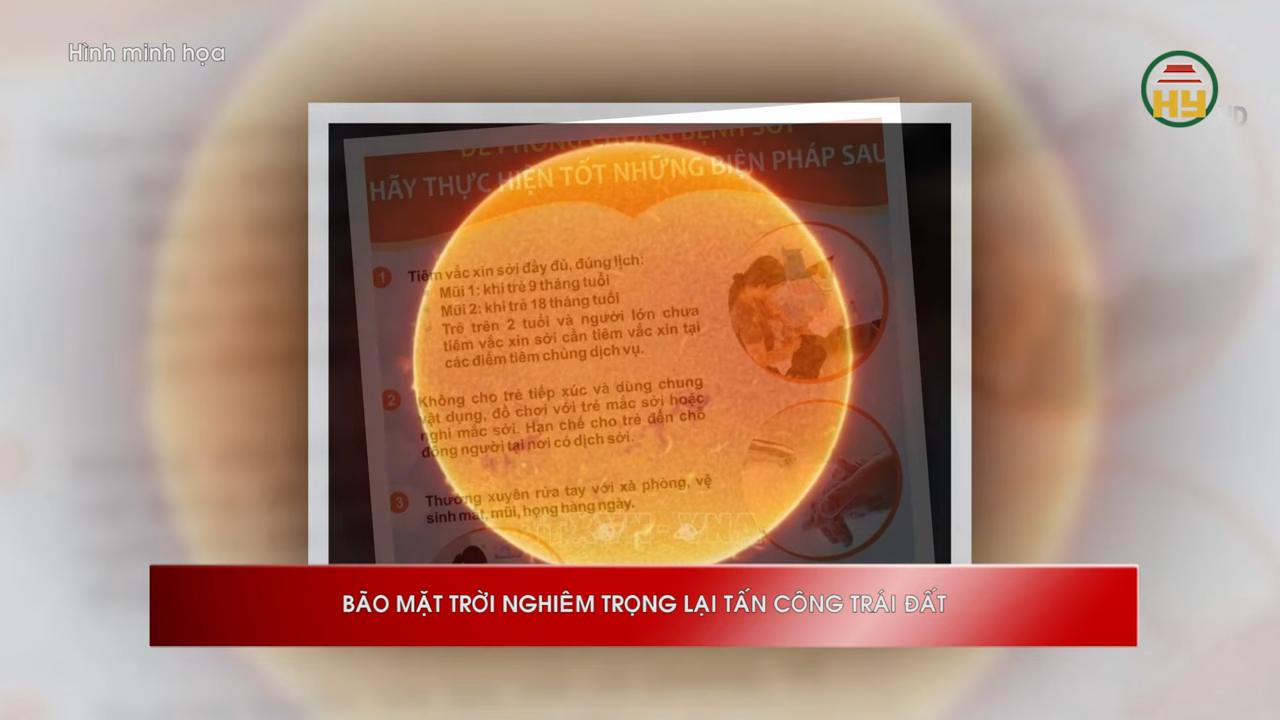 Hình minh họa
HY
HÃY THỰC HIỆN TỐT NHỮNG BIỆN PHÁP SAU
1 Tiêm vắc xin sởi đầy đủ, đúng lịch:
Mũi 1: khi trẻ 9 tháng tuổi
Mũi 2: khi trẻ 18 tháng tuổi
Trẻ trên 2 tuổi và người lớn chưa
tiêm vắc xin sởi cần tiêm vắc xin tại
các điểm tiêm chủng dịch vụ.
2 Không cho trẻ tiếp xúc và dùng chung
vật dụng, đồ chơi với trẻ mắc sởi hoặc
nghi mắc sởi. Hạn chế cho trẻ đến chỗ
đông người tại nơi có dịch sởi.
3 Thường xuyên rửa tay với xà phòng, vệ
sinh mắt, mũi, họng hàng ngày.
BÃO MẶT TRỜI NGHIÊM TRỌNG LẠI TẤN CÔNG TRÁI ĐẤT